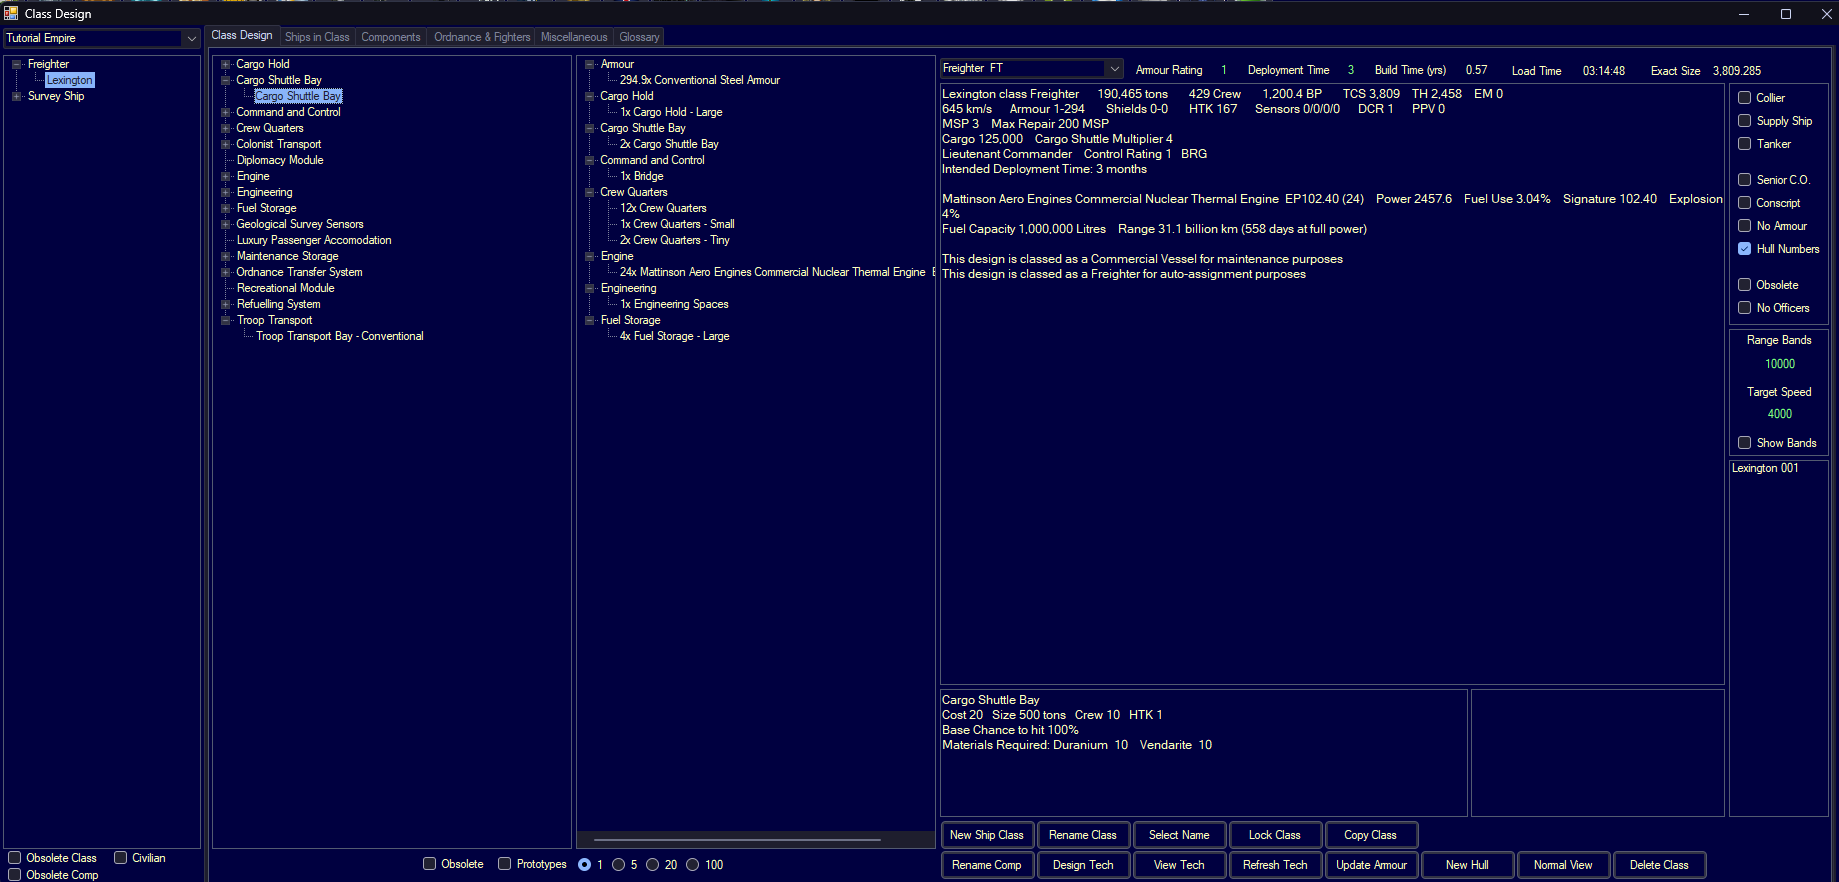 Class Design
Tutorial Empire
Freighter
Lexington
Survey Ship
Obsolete Class
Civilian
Obsolete Comp
Class Design
Ships in Class
Components
Ordnance & Fighters
Miscellaneous
Glossary
Cargo Hold
Cargo Shuttle Bay
Cargo Shuttle Bay
Command and Control
Crew Quarters
Colonist Transport
Diplomacy Module
Engine
Engineering
Fuel Storage
Geological Survey Sensors
Luxury Passenger Accomodation
Maintenance Storage
Ordnance Transfer System
Recreational Module
Refuelling System
Troop Transport
Troop Transport Bay - Conventional
Armour
294.9x Conventional Steel Armour
Cargo Hold
1x Cargo Hold - Large
Cargo Shuttle Bay
2x Cargo Shuttle Bay
Command and Control
1x Bridge
Crew Quarters
12x Crew Quarters
1x Crew Quarters - Small
2x Crew Quarters - Tiny
Engine
24x Mattinson Aero Engines Commercial Nuclear Thermal Engine
Engineering
1x Engineering Spaces
Fuel Storage
4x Fuel Storage - Large
Obsolete
Prototypes
1
5
20
100
Freighter FT
Armour Rating 1
Deployment Time 3
Build Time (yrs) 0.57
Load Time 03:14:48
Exact Size 3,809.285
Lexington class Freighter 190,465 tons 429 Crew 1,200.4 BP TCS 3,809 TH 2,458 EM 0
645 km/s Armour 1-294 Shields 0-0 HTK 167 Sensors 0/0/0/0 DCR 1 PPV 0
MSP 3 Max Repair 200 MSP
Cargo 125,000 Cargo Shuttle Multiplier 4
Lieutenant Commander Control Rating 1 BRG
Intended Deployment Time: 3 months
Mattinson Aero Engines Commercial Nuclear Thermal Engine EP102.40 (24) Power 2457.6 Fuel Use 3.04% Signature 102.40 Explosion
4%
Fuel Capacity 1,000,000 Litres Range 31.1 billion km (558 days at full power)
This design is classed as a Commercial Vessel for maintenance purposes
This design is classed as a Freighter for auto-assignment purposes
Cargo Shuttle Bay
Cost 20 Size 500 tons Crew 10 HTK 1
Base Chance to hit 100%
Materials Required: Duranium 10 Vendarite 10
Collier
Supply Ship
Tanker
Senior C.O.
Conscript
No Armour
Hull Numbers
Obsolete
No Officers
Range Bands
10000
Target Speed
4000
Show Bands
Lexington 001
New Ship Class
Rename Class
Select Name
Lock Class
Copy Class
Rename Comp
Design Tech
View Tech
Refresh Tech
Update Armour
New Hull
Normal View
Delete Class